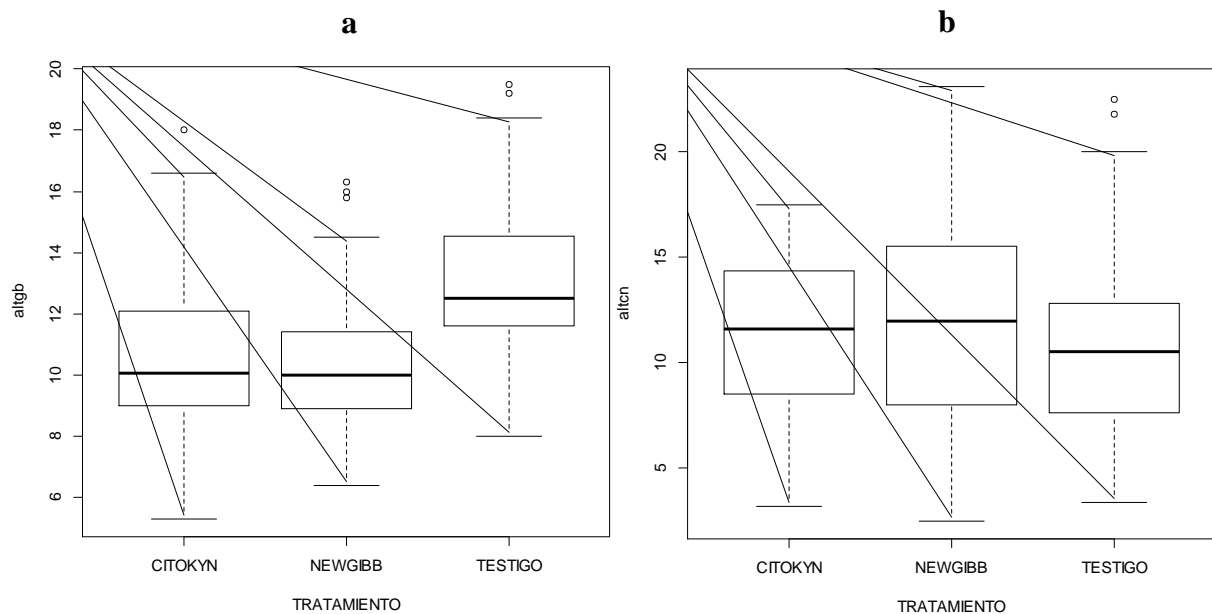 a
b
altgb
20
18
16
14
12
10
8
6
CITOKYN NEWGIBB TESTIGO
TRATAMIENTO
altcn
20
15
10
5
CITOKYN NEWGIBB TESTIGO
TRATAMIENTO